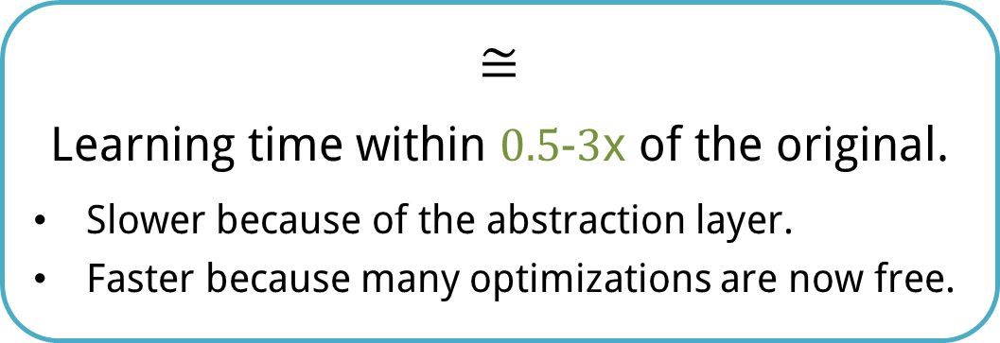 ≅
Learning time within 0.5-3x of the original.
• Slower because of the abstraction layer.
• Faster because many optimizations are now free.